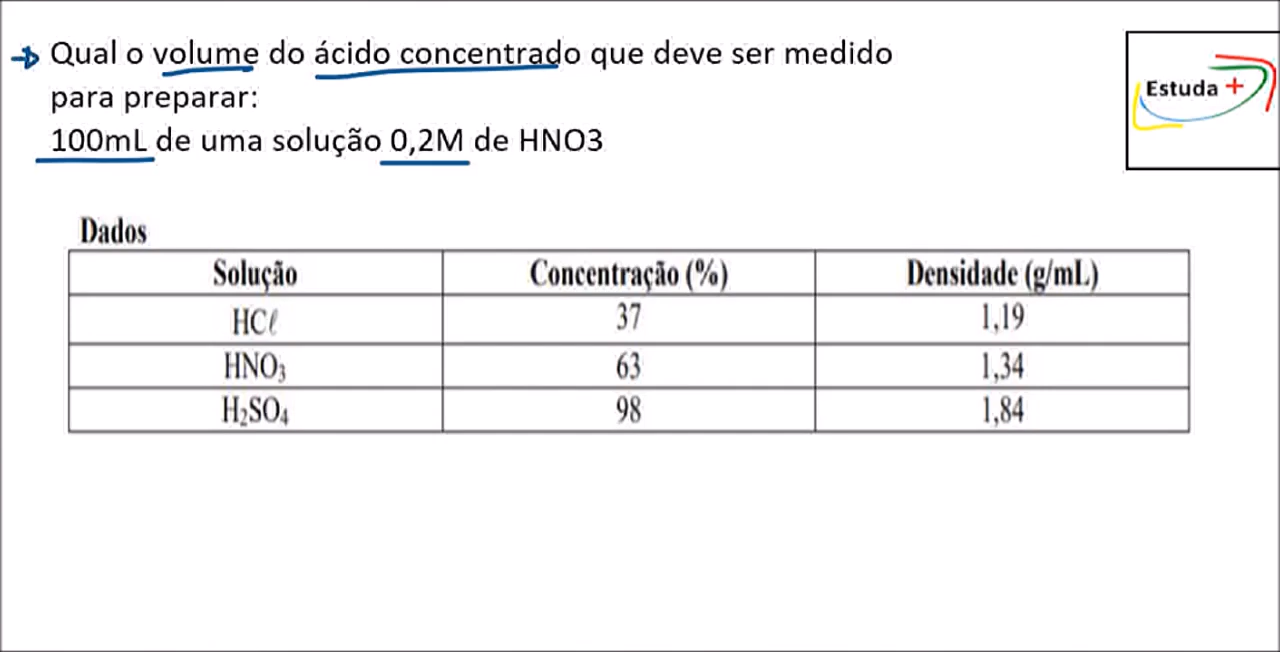 Qual o volume do ácido concentrado que deve ser medido
para preparar:
100mL de uma solução 0,2M de HNO3
Estuda +
Dados
Solução Concentração (%) Densidade (g/mL)
HCℓ 37 1,19
HNO₃ 63 1,34
H₂SO₄ 98 1,84